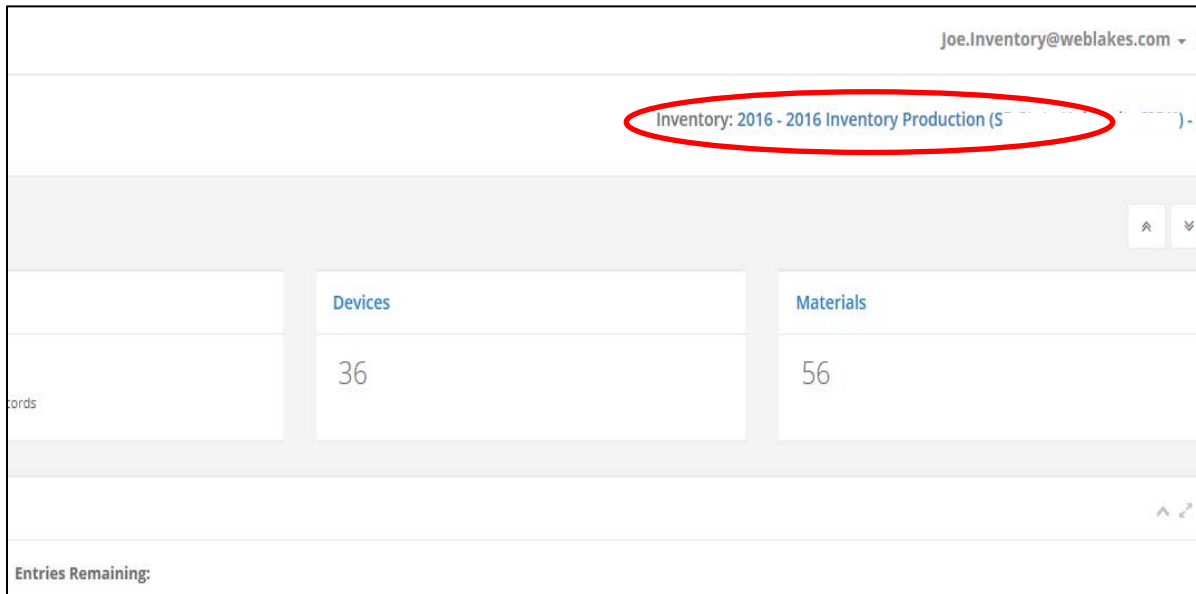 Joe.Inventory@weblakes.com
Inventory: 2016 - 2016 Inventory Production (S ) -
Devices
Materials
36
56
cords
Entries Remaining: